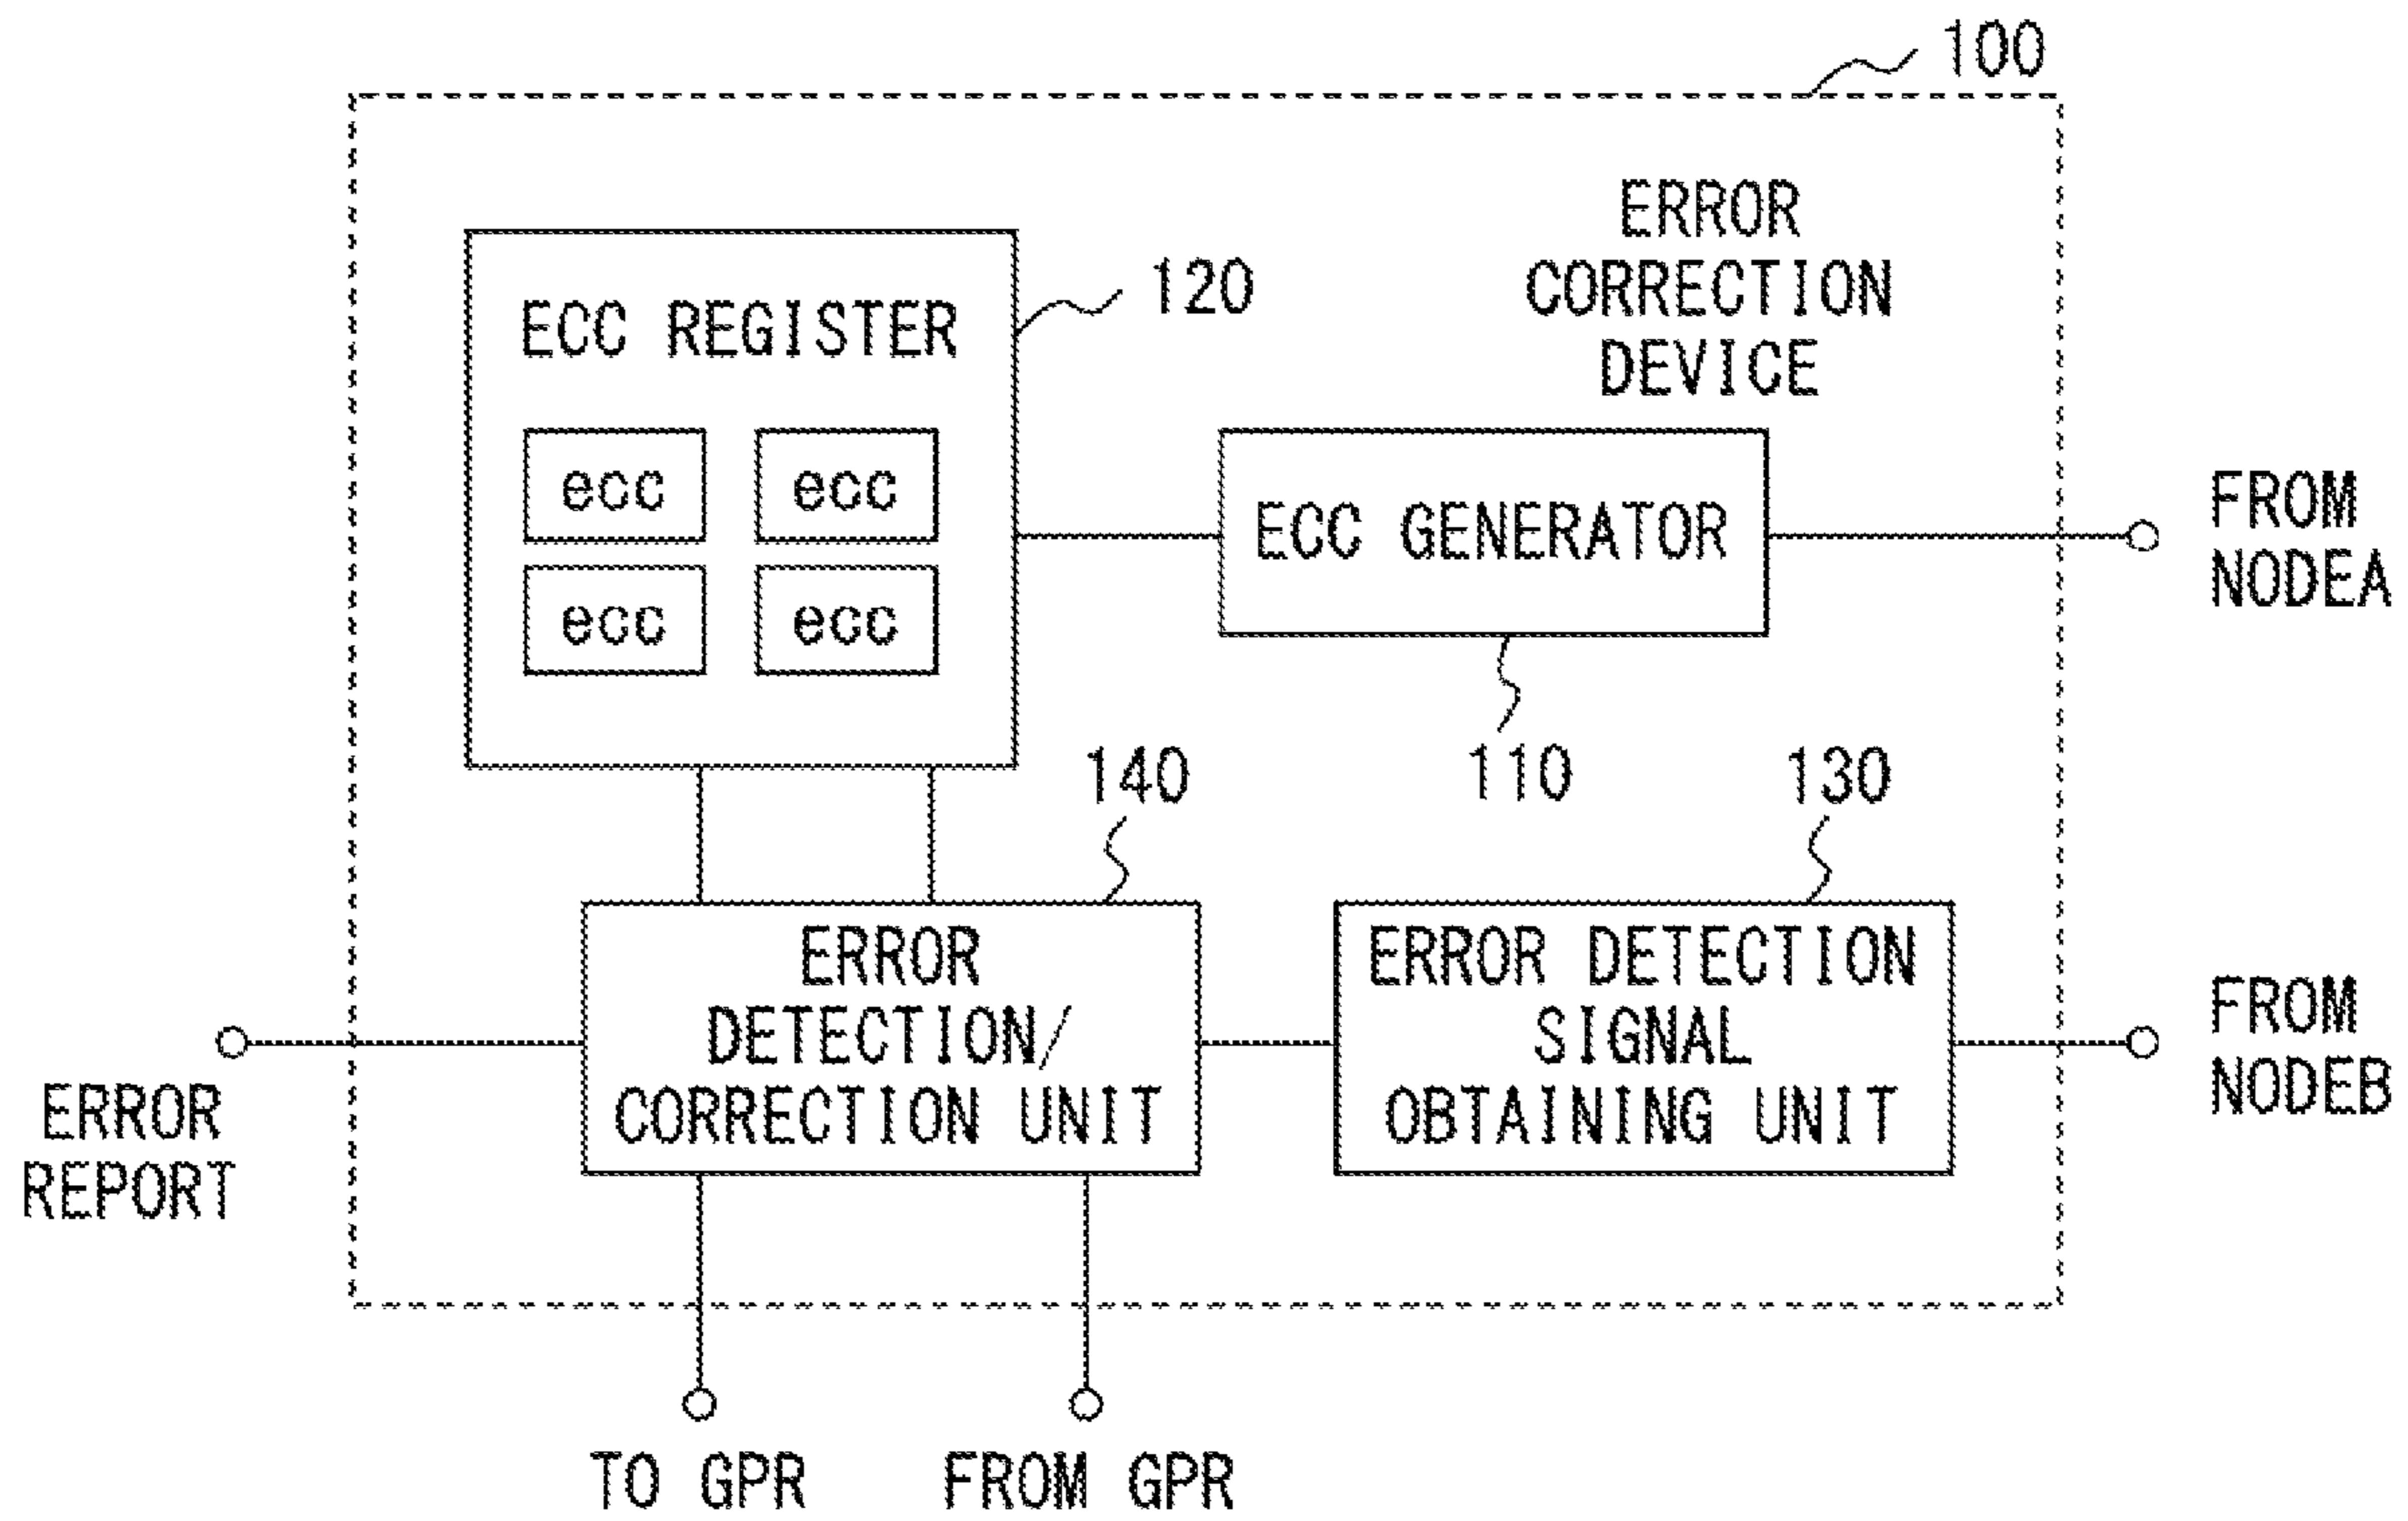 100
ERROR
CORRECTION
DEVICE
120
ECC REGISTER
ecc ecc
ecc ecc
ECC GENERATOR
110
FROM
NODEA
140
130
ERROR
DETECTION/
CORRECTION UNIT
ERROR DETECTION
SIGNAL
OBTAINING UNIT
FROM
NODEB
ERROR
REPORT
TO GPR
FROM GPR